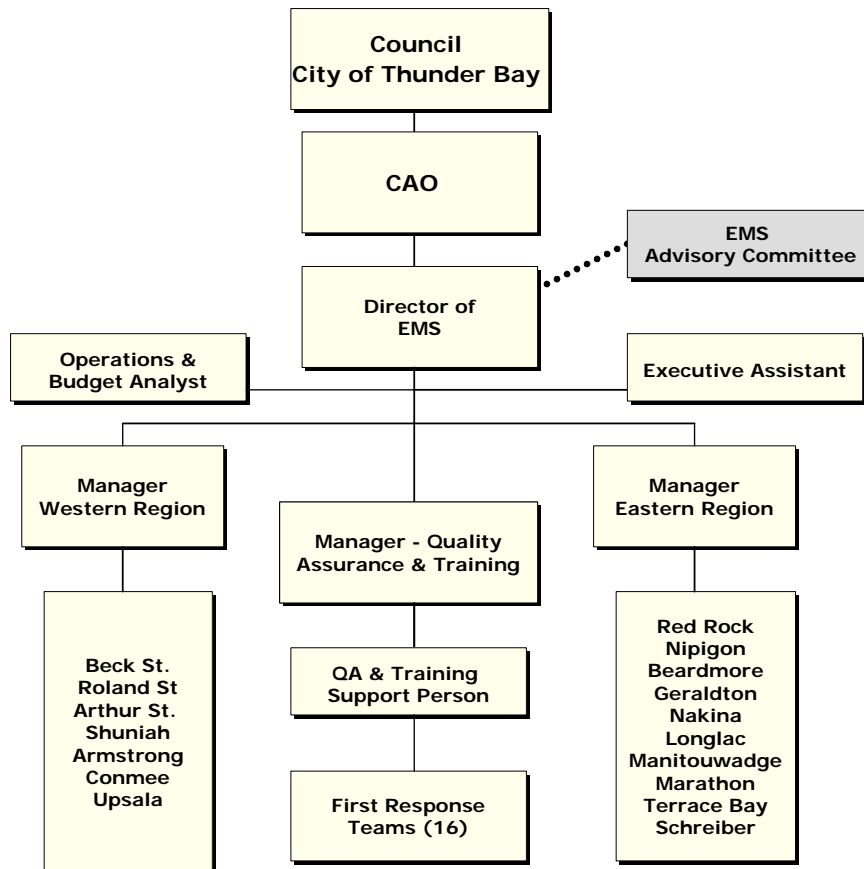 Council
City of Thunder Bay
CAO
EMS
Advisory Committee
Director of
EMS
Operations &
Budget Analyst
Executive Assistant
Manager
Western Region
Manager - Quality
Assurance & Training
Manager
Eastern Region
Beck St.
Roland St
Arthur St.
Shuniah
Armstrong
Conmee
Upsala
QA & Training
Support Person
First Response
Teams (16)
Red Rock
Nipigon
Beardmore
Geraldton
Nakina
Longlac
Manitouwadge
Marathon
Terrace Bay
Schreiber